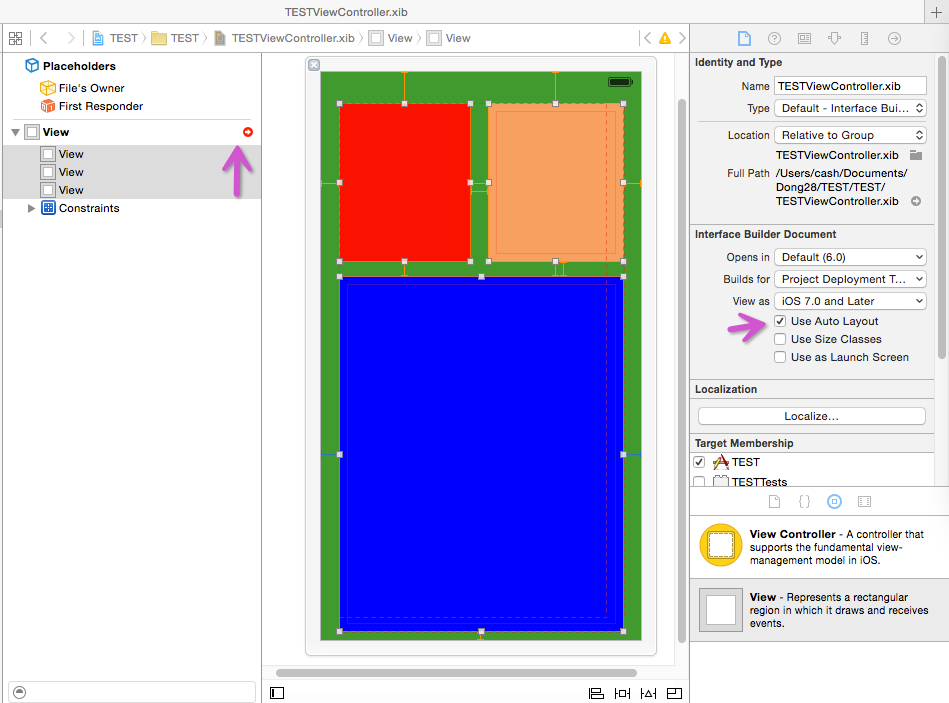 TESTViewController.xib
TEST
TEST
TESTViewController.xib
View
View
Placeholders
File's Owner
First Responder
View
View
View
View
Constraints
Identity and Type
Name TESTViewController.xib
Type Default - Interface Bui...
Location Relative to Group
TESTViewController.xib
Full Path /Users/cash/Documents/
Dong28/TEST/TEST/
TESTViewController.xib
Interface Builder Document
Opens in Default (6.0)
Builds for Project Deployment T...
View as iOS 7.0 and Later
Use Auto Layout
Use Size Classes
Use as Launch Screen
Localization
Localize...
Target Membership
TEST
TESTTests
View Controller - A controller that
supports the fundamental view-
management model in iOS.
View - Represents a rectangular
region in which it draws and receives
events.